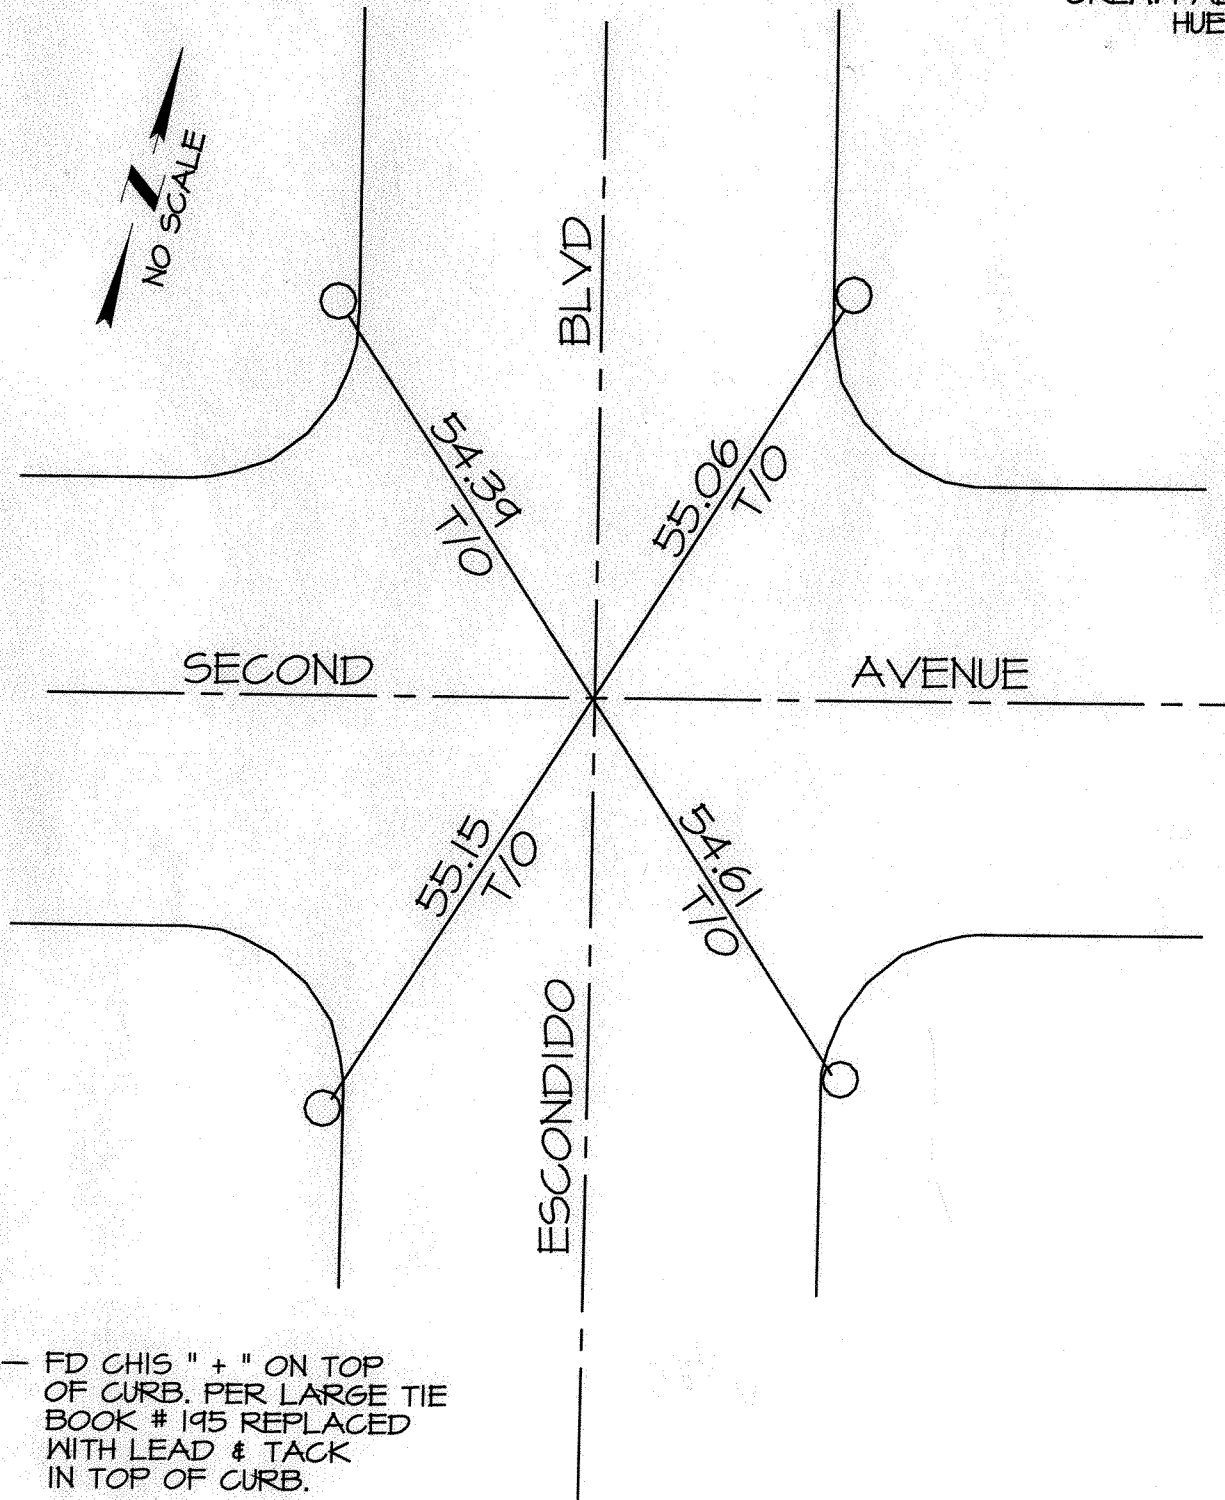 HUE
N
NO SCALE
BLVD
54.39
T/O
55.06
T/O
SECOND AVENUE
55.15
T/O
54.61
T/O
ESCONDIDO
— FD CHIS " + " ON TOP
OF CURB. PER LARGE TIE
BOOK # 195 REPLACED
WITH LEAD & TACK
IN TOP OF CURB.